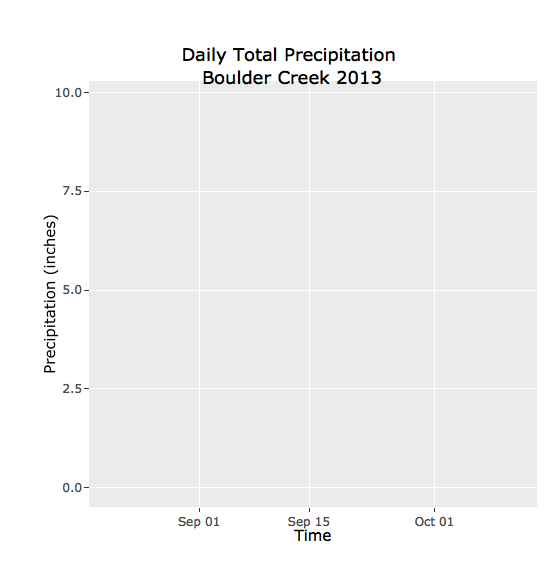 Daily Total Precipitation
Boulder Creek 2013
10.0
7.5
5.0
2.5
0.0
Precipitation (inches)
Sep 01 Sep 15 Oct 01
Time